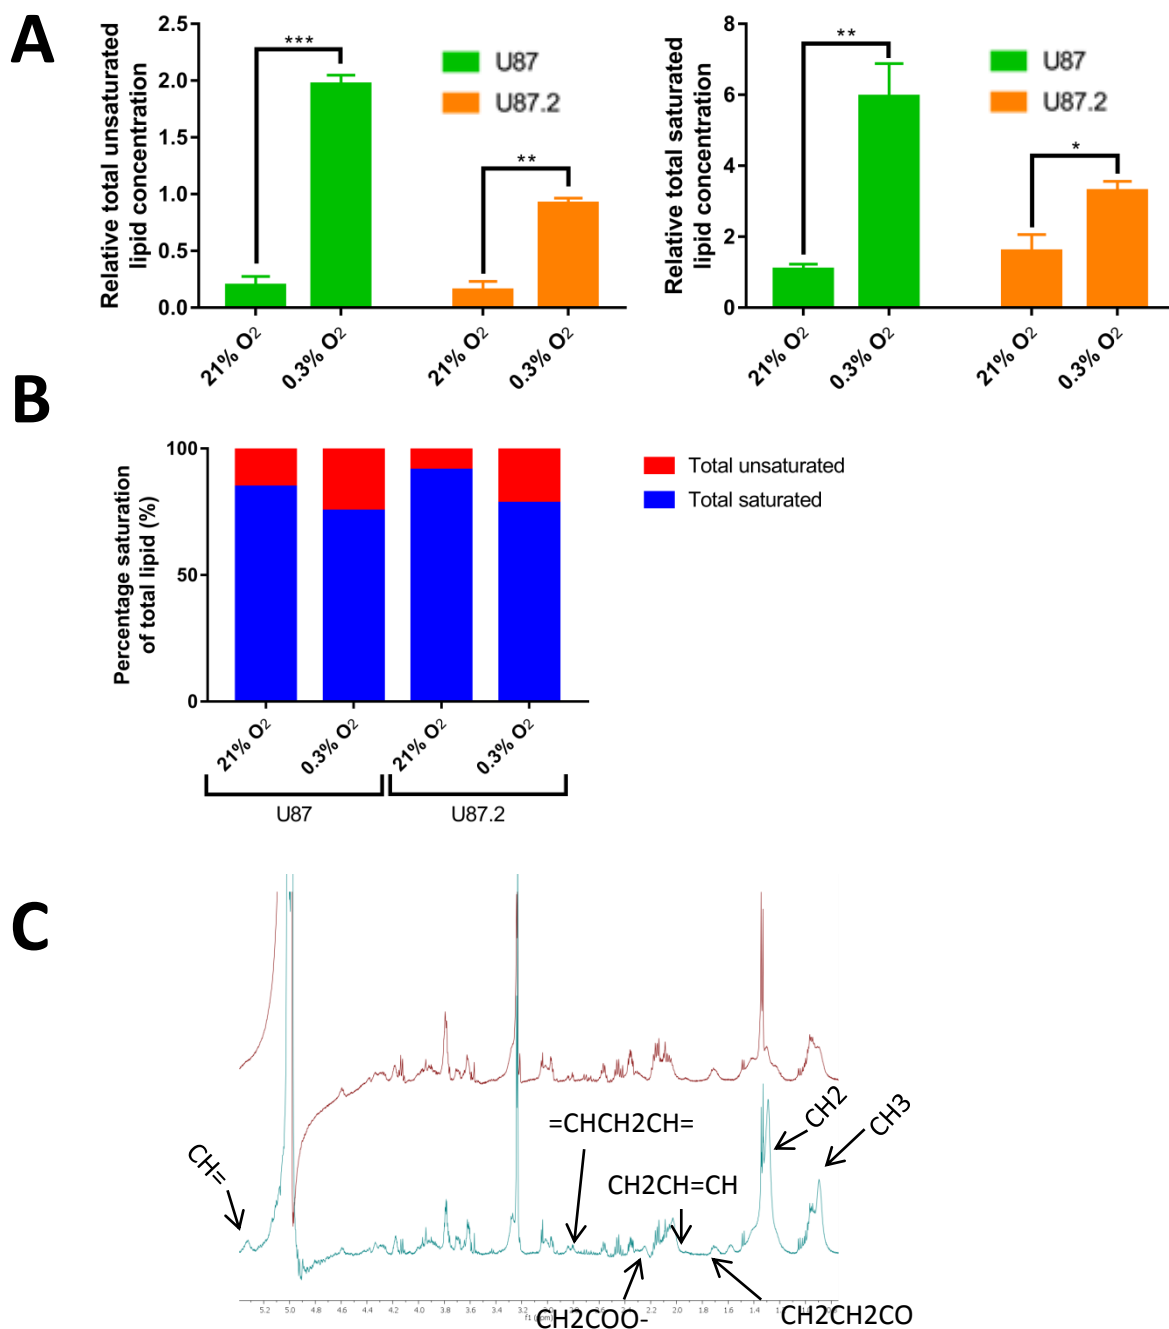 A
Relative total unsaturated
lipid concentration
2.5
2.0
1.5
1.0
0.5
0.0
***
**
U87
U87.2
21% O2
0.3% O2
21% O2
0.3% O2
Relative total saturated
lipid concentration
8
6
4
2
0
**
*
U87
U87.2
21% O2
0.3% O2
21% O2
0.3% O2
B
Percentage saturation
of total lipid (%)
100
50
0
Total unsaturated
Total saturated
21% O2
0.3% O2
21% O2
0.3% O2
U87
U87.2
C
CH=
=CHCH2CH=
CH2CH=CH
CH2
CH3
5.2 5.0 4.8 4.6 4.4 4.2 4.0 3.8 3.6 3.4 3.2 2.4 2.2 2.0 1.8 1.4 1.2
CH2COO-
CH2CH2CO